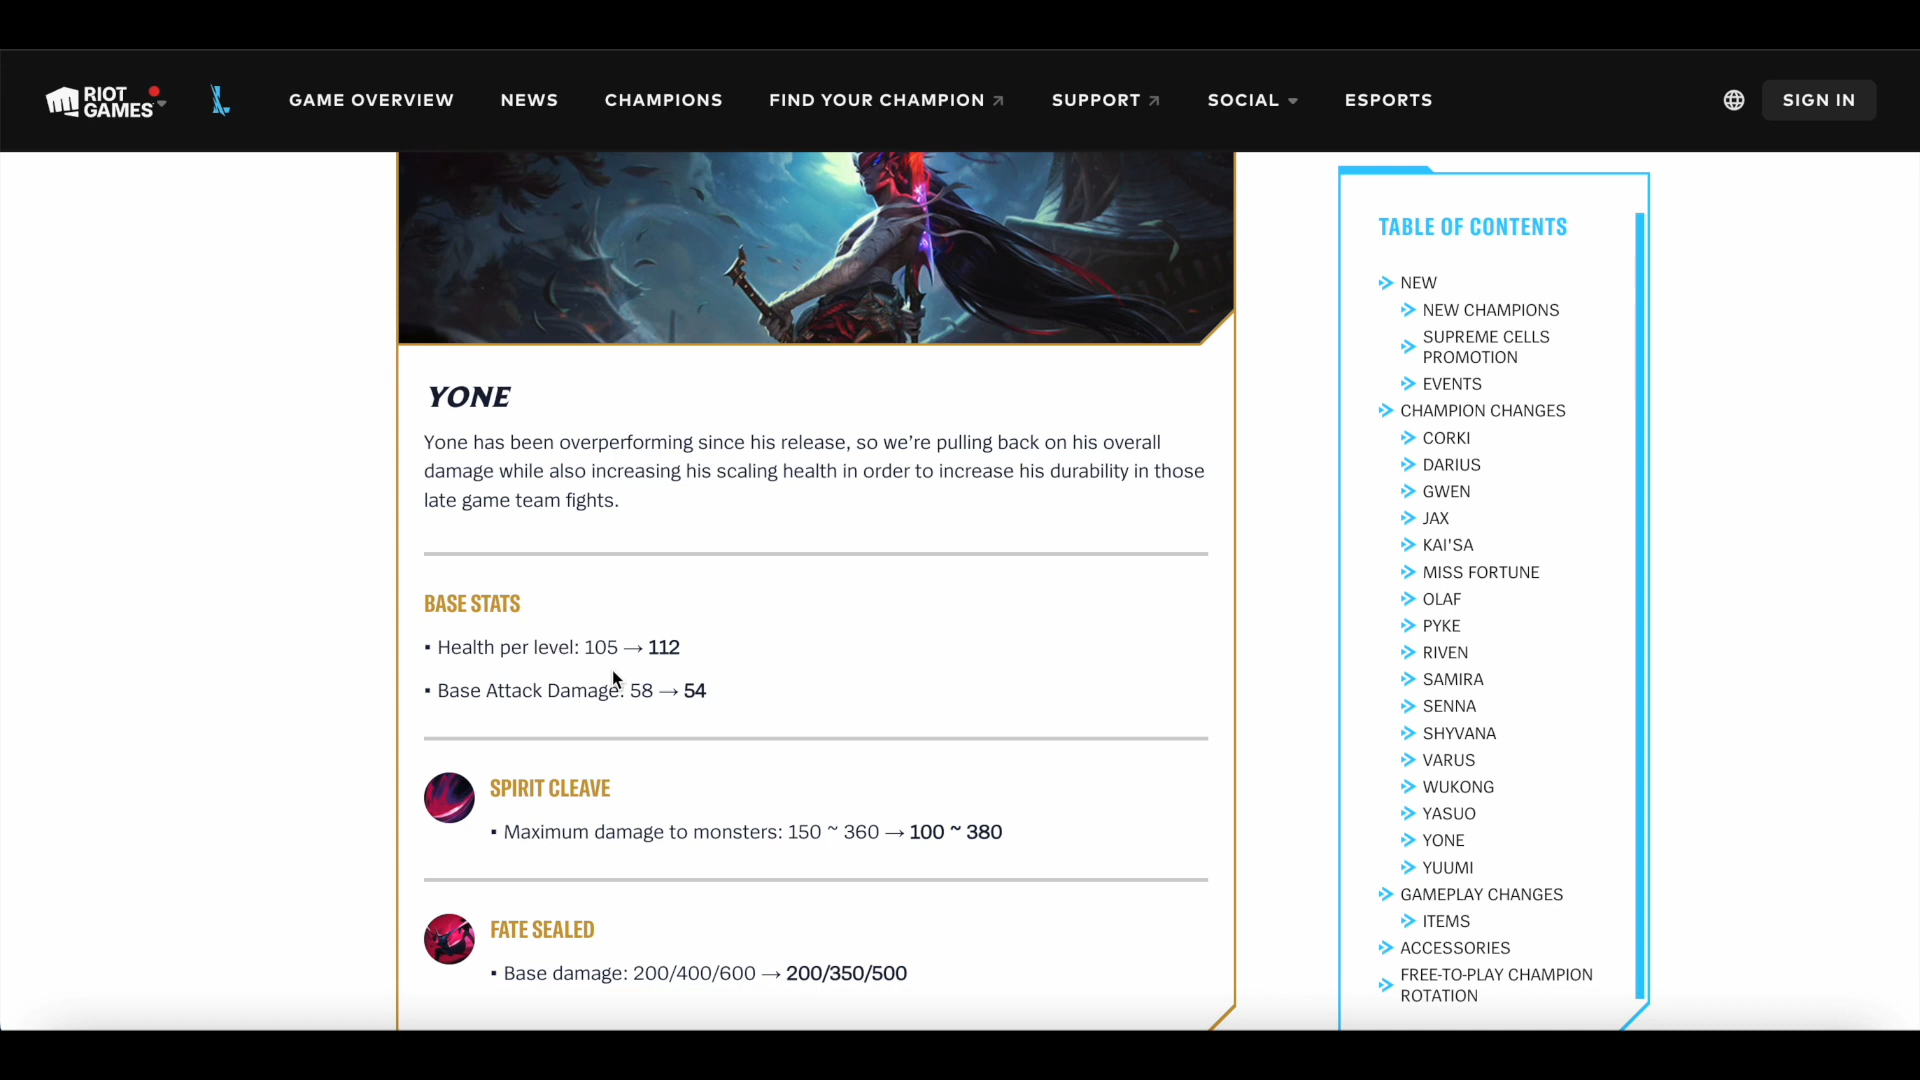 RIOT
GAMES
GAME OVERVIEW
NEWS
CHAMPIONS
FIND YOUR CHAMPION
SUPPORT
SOCIAL
ESPORTS
SIGN IN
YONE
Yone has been overperforming since his release, so we’re pulling back on his overall
damage while also increasing his scaling health in order to increase his durability in those
late game team fights.
BASE STATS
▪ Health per level: 105 → 112
▪ Base Attack Damage: 58 → 54
SPIRIT CLEAVE
▪ Maximum damage to monsters: 150 ~ 360 → 100 ~ 380
FATE SEALED
▪ Base damage: 200/400/600 → 200/350/500
TABLE OF CONTENTS
NEW
NEW CHAMPIONS
SUPREME CELLS
PROMOTION
EVENTS
CHAMPION CHANGES
CORKI
DARIUS
GWEN
JAX
KAI'SA
MISS FORTUNE
OLAF
PYKE
RIVEN
SAMIRA
SENNA
SHYVANA
VARUS
WUKONG
YASUO
YONE
YUUMI
GAMEPLAY CHANGES
ITEMS
ACCESSORIES
FREE-TO-PLAY CHAMPION
ROTATION